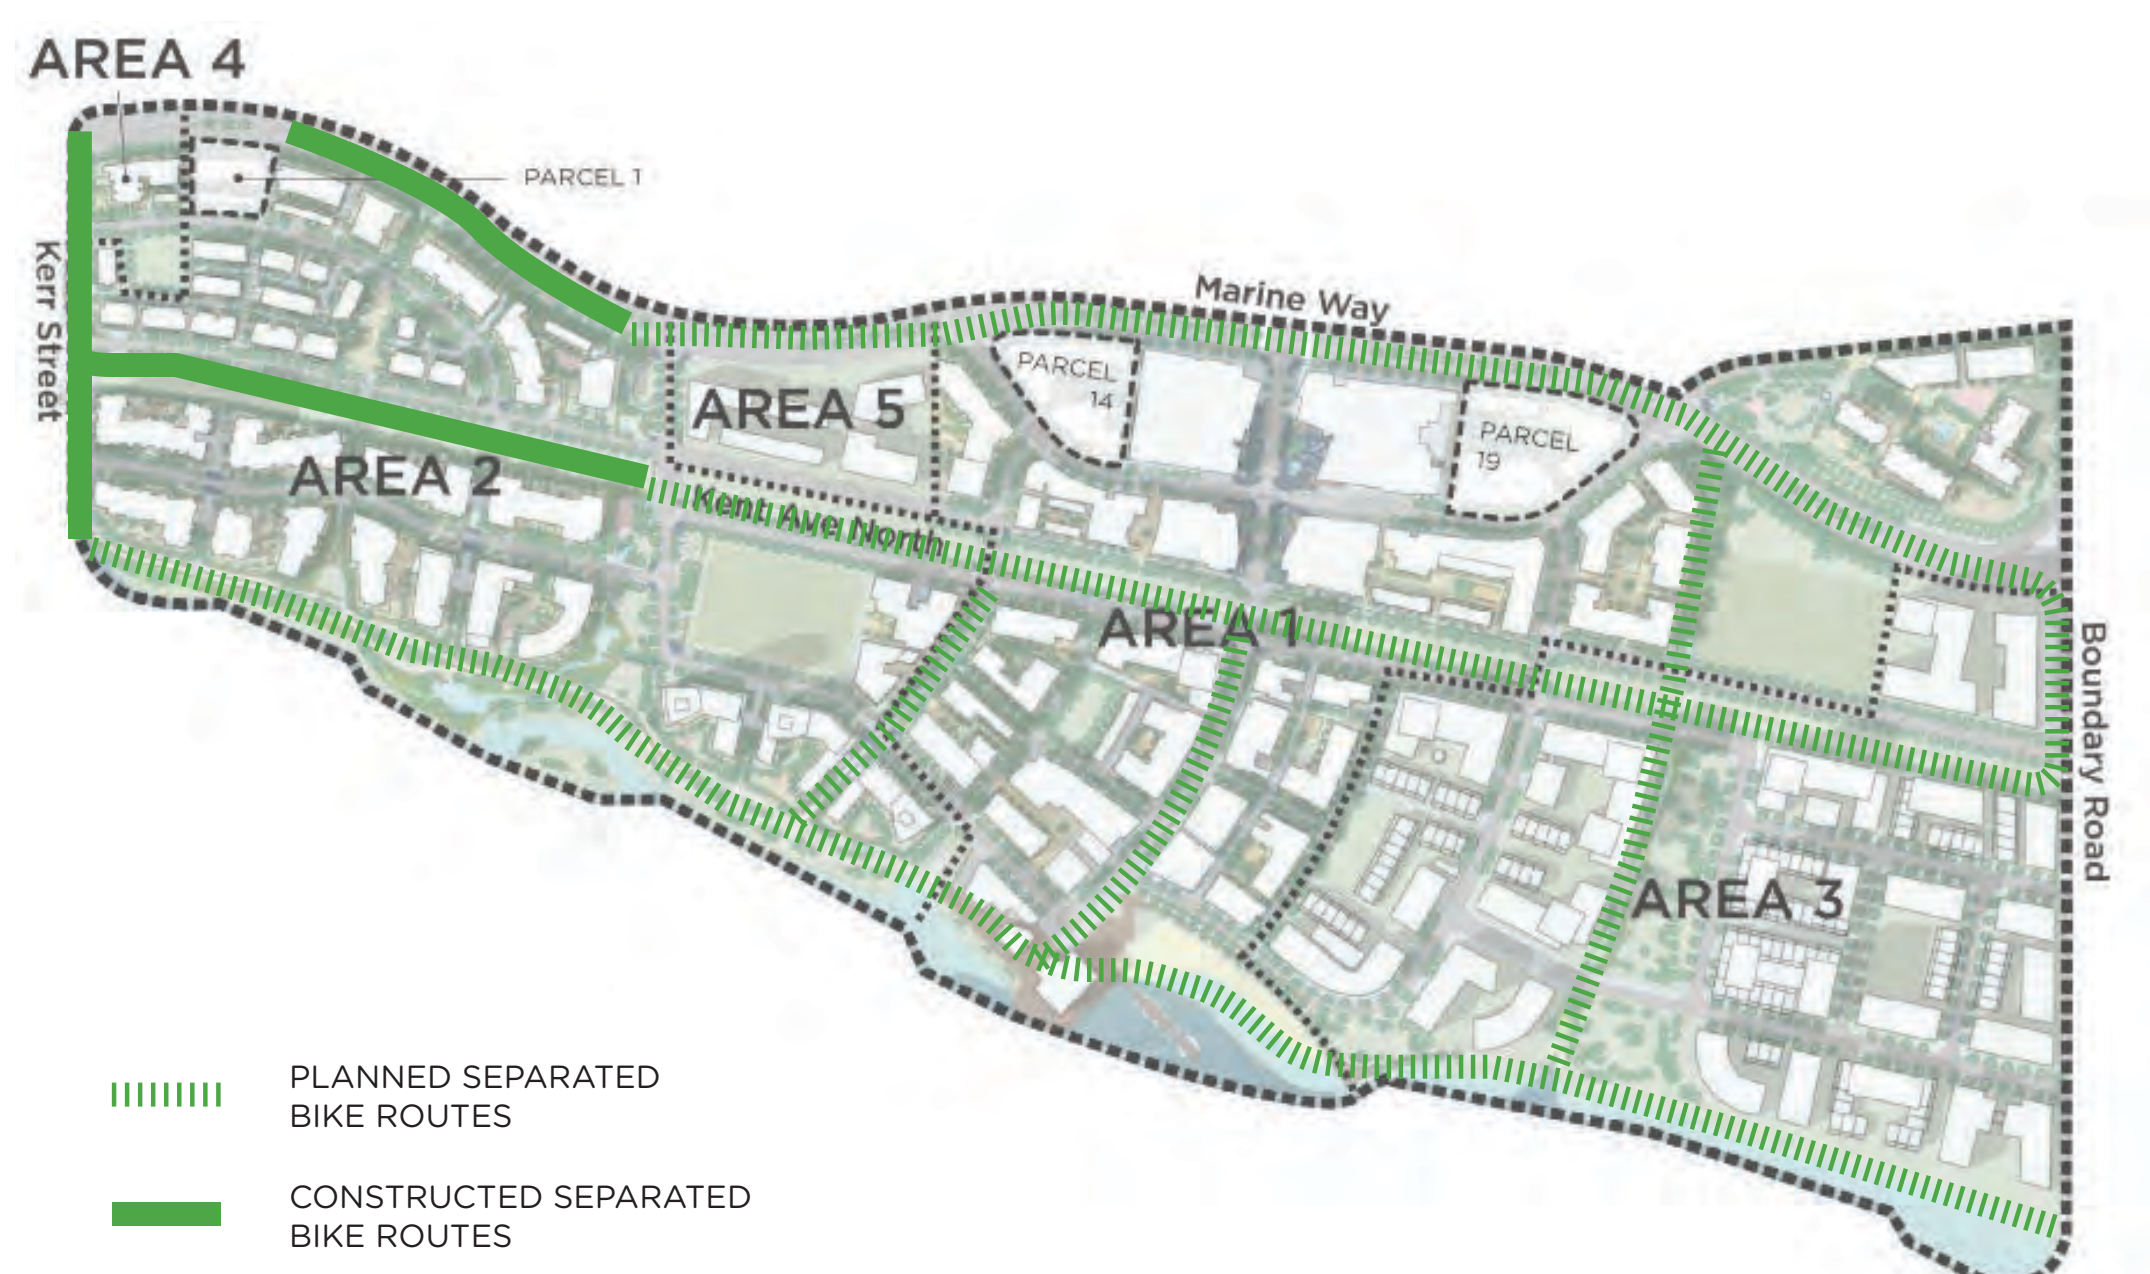 AREA 4
PARCEL 1
Kerr Street
Marine Way
PARCEL
14
AREA 5
PARCEL
19
AREA 2
Kent Ave North
AREA 1
Boundary Road
AREA 3
PLANNED SEPARATED
BIKE ROUTES
CONSTRUCTED SEPARATED
BIKE ROUTES